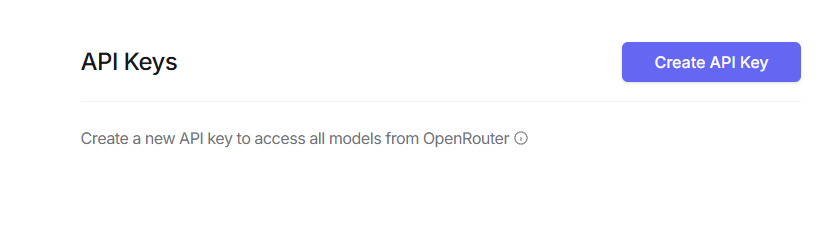 API Keys
Create API Key
Create a new API key to access all models from OpenRouter